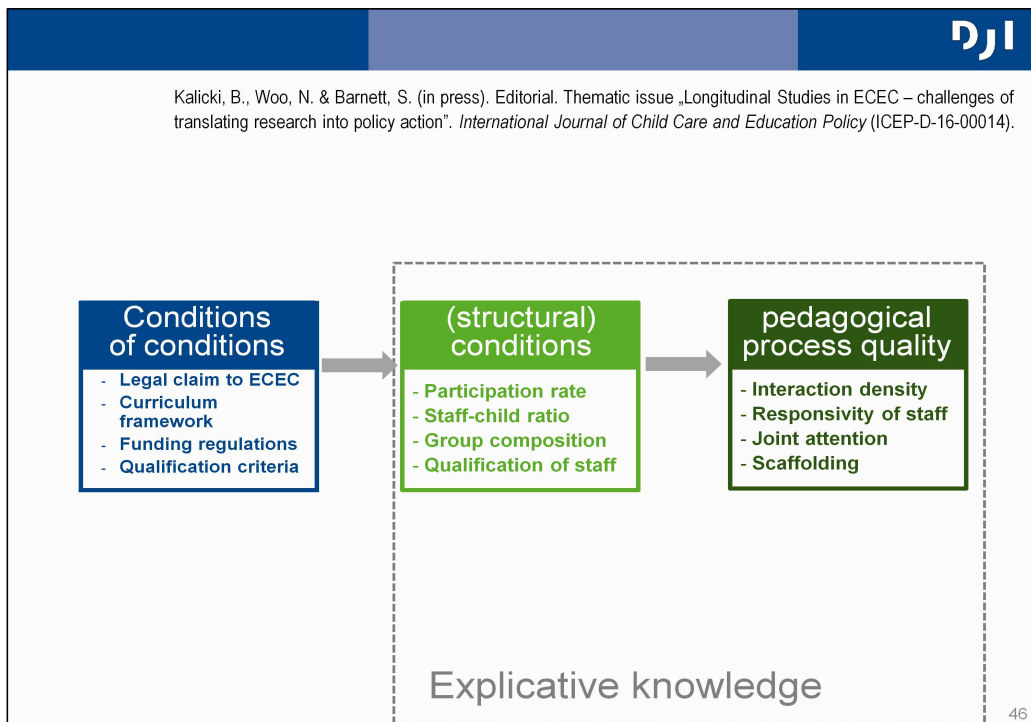 DJI
Kalicki, B., Woo, N. & Barnett, S. (in press). Editorial. Thematic issue „Longitudinal Studies in ECEC – challenges of
translating research into policy action”. International Journal of Child Care and Education Policy (ICEP-D-16-00014).
Conditions
of conditions
- Legal claim to ECEC
- Curriculum
framework
- Funding regulations
- Qualification criteria
(structural)
conditions
- Participation rate
- Staff-child ratio
- Group composition
- Qualification of staff
pedagogical
process quality
- Interaction density
- Responsivity of staff
- Joint attention
- Scaffolding
Explicative knowledge
46